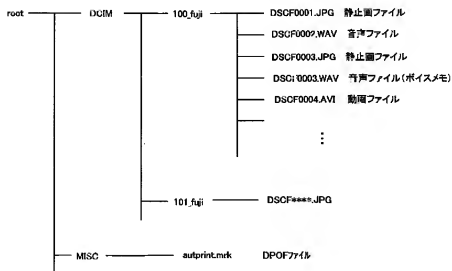 root DCIM 100_fuji DSCF0001.JPG 静止画ファイル
DSCF0002.WAV 音声ファイル
DSCF0003.JPG 静止画ファイル
DSCF0003.WAV 音声ファイル(ボイスメモ)
DSCF0004.AVI 動画ファイル
⋮
101_fuji DSCF****.JPG
MISC autprint.mrk DPOFファイル